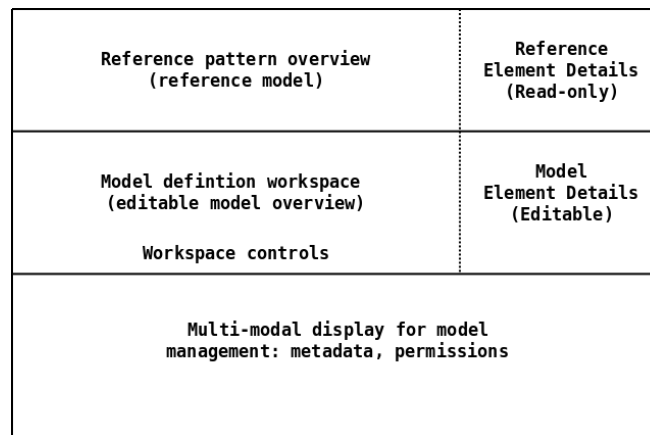 Reference pattern overview
(reference model)
Reference
Element Details
(Read-only)
Model defintion workspace
(editable model overview)
Workspace controls
Model
Element Details
(Editable)
Multi-modal display for model
management: metadata, permissions